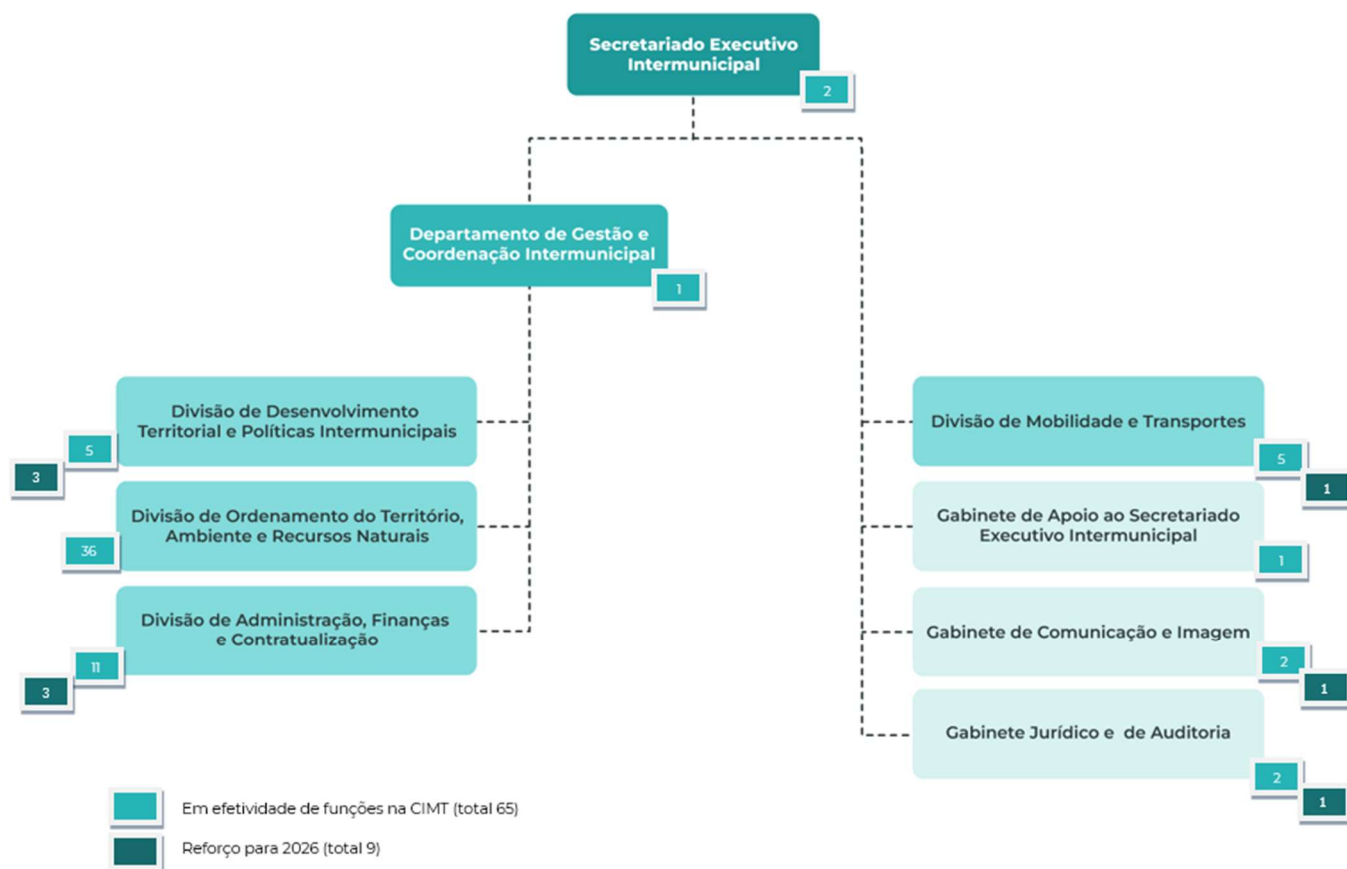 Secretariado Executivo
Intermunicipal
2
Departamento de Gestão e
Coordenação Intermunicipal
1
Divisão de Desenvolvimento
Territorial e Políticas Intermunicipais
5
3
Divisão de Ordenamento do Território,
Ambiente e Recursos Naturais
36
Divisão de Administração, Finanças
e Contratualização
11
3
Divisão de Mobilidade e Transportes
5
1
Gabinete de Apoio ao Secretariado
Executivo Intermunicipal
1
Gabinete de Comunicação e Imagem
2
1
Gabinete Jurídico e de Auditoria
2
1
Em efetividade de funções na CIMT (total 65)
Reforço para 2026 (total 9)